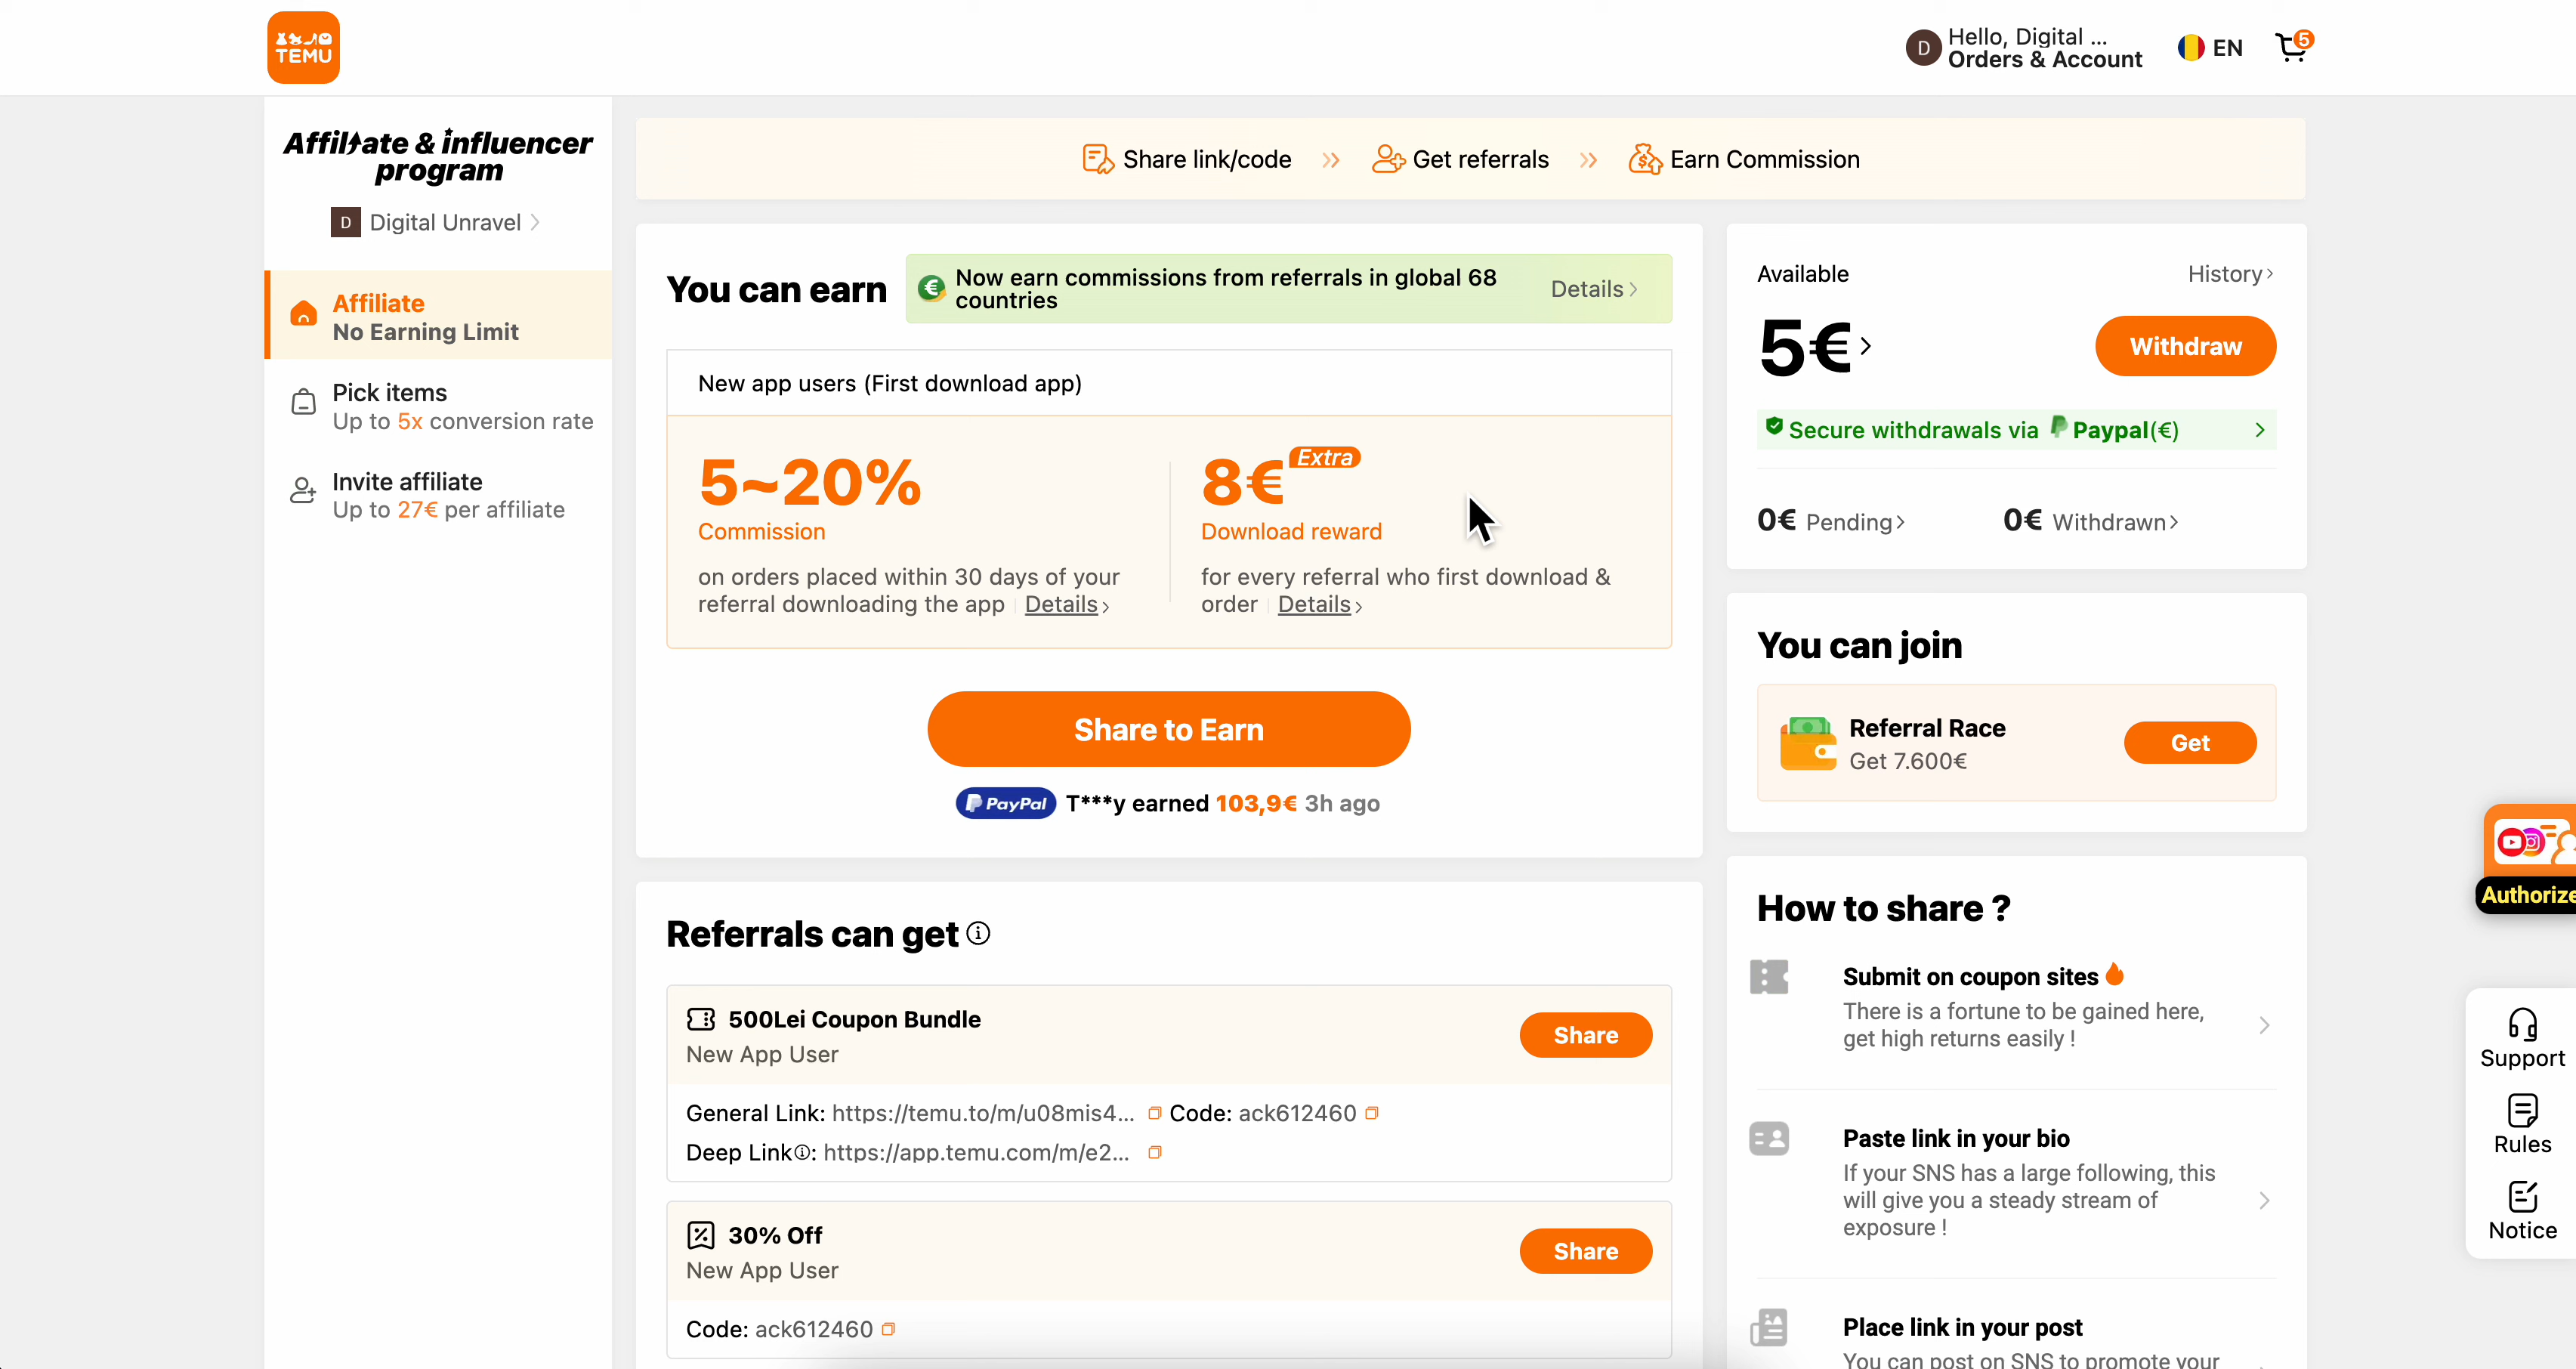 TEMU
D
Hello, Digital ...
Orders & Account
EN
5
Affiliate & influencer
program
D Digital Unravel
Affiliate
No Earning Limit
Pick items
Up to 5x conversion rate
Invite affiliate
Up to 27€ per affiliate
Share link/code
Get referrals
Earn Commission
You can earn
Now earn commissions from referrals in global 68
countries
Details
New app users (First download app)
5~20%
Commission
on orders placed within 30 days of your
referral downloading the app Details
8€ Extra
Download reward
for every referral who first download &
order Details
Share to Earn
PayPal T***y earned 103,9€ 3h ago
Referrals can get
500Lei Coupon Bundle
New App User
Share
General Link: https://temu.to/m/u08mis4... Code: ack612460
Deep Link: https://app.temu.com/m/e2...
30% Off
New App User
Share
Code: ack612460
Available
History
5€
Withdraw
Secure withdrawals via Paypal(€)
0€ Pending
0€ Withdrawn
You can join
Referral Race
Get 7.600€
Get
How to share ?
Submit on coupon sites
There is a fortune to be gained here,
get high returns easily !
Paste link in your bio
If your SNS has a large following, this
will give you a steady stream of
exposure !
Place link in your post
You can post on SNS to promote your
Authorize
Support
Rules
Notice